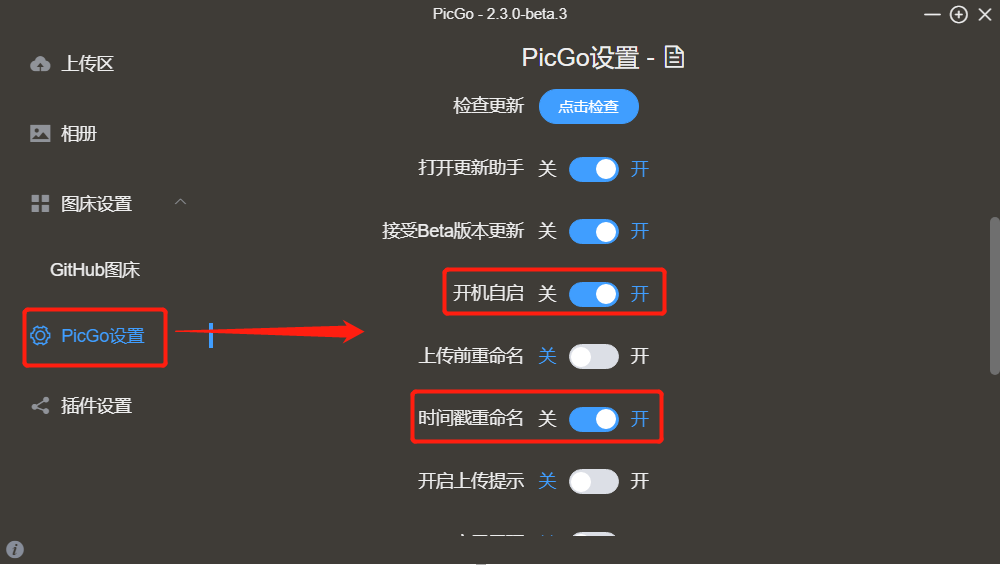 PicGo - 2.3.0-beta.3
上传区
相册
图床设置
GitHub图床
PicGo设置
插件设置
PicGo设置 -
检查更新 点击检查
打开更新助手 关 开
接受Beta版本更新 关 开
开机自启 关 开
上传前重命名 关 开
时间戳重命名 关 开
开启上传提示 关 开